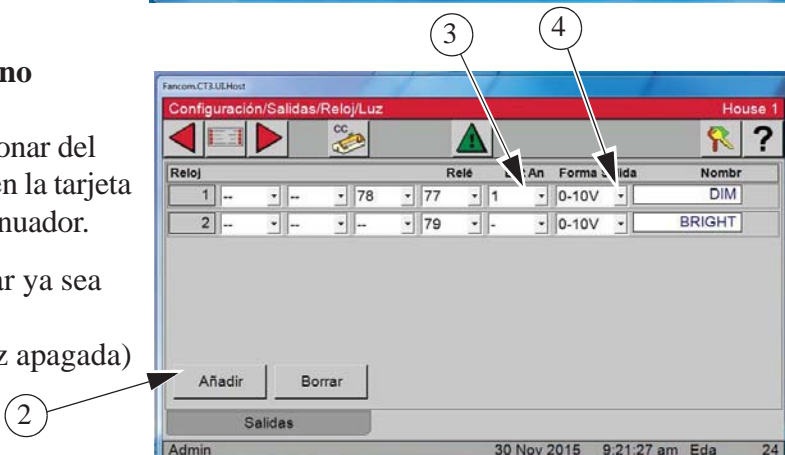 3
4
no
onar del
en la tarjeta
nuador.
ar ya sea
z apagada)
2
Fancom.CT3.UI.Host
Configuración/Salidas/Reloj/Luz House 1
CC
?
Reloj Relé An Forma Nombr
1 -- -- 78 77 1 0-10V DIM
2 -- -- -- 79 - 0-10V BRIGHT
Añadir Borrar
Salidas
Admin 30 Nov 2015 9:21:27 am Eda 24